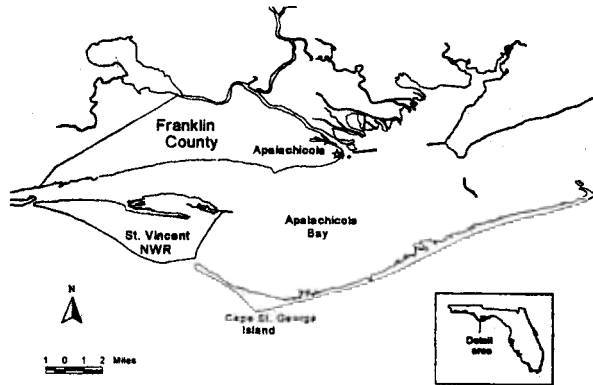 Franklin
County
Apalachicola
St. Vincent
NWR
Apalachicola
Bay
Cape St. George
Island
N
1 0 1 2 Miles
Detail
area